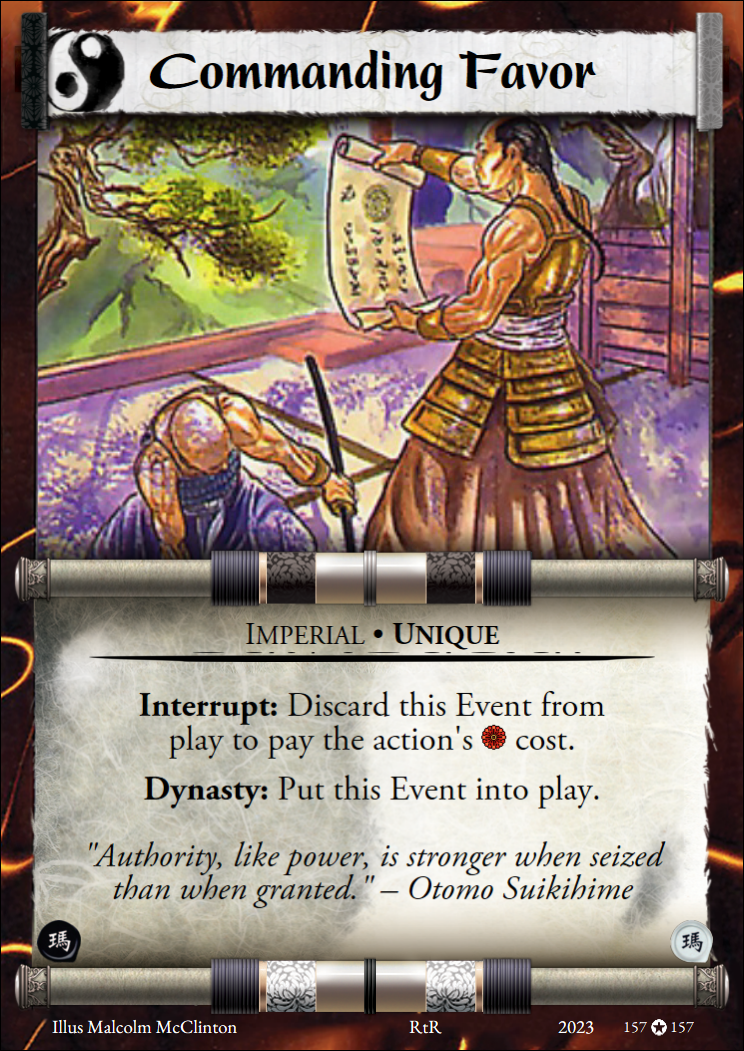 Commanding Favor
IMPERIAL • UNIQUE
Interrupt: Discard this Event from
play to pay the action's cost.
Dynasty: Put this Event into play.
"Authority, like power, is stronger when seized
than when granted." – Otomo Suikihime
瑪 瑪
Illus Malcolm McClinton RtR 2023 157 ✪ 157